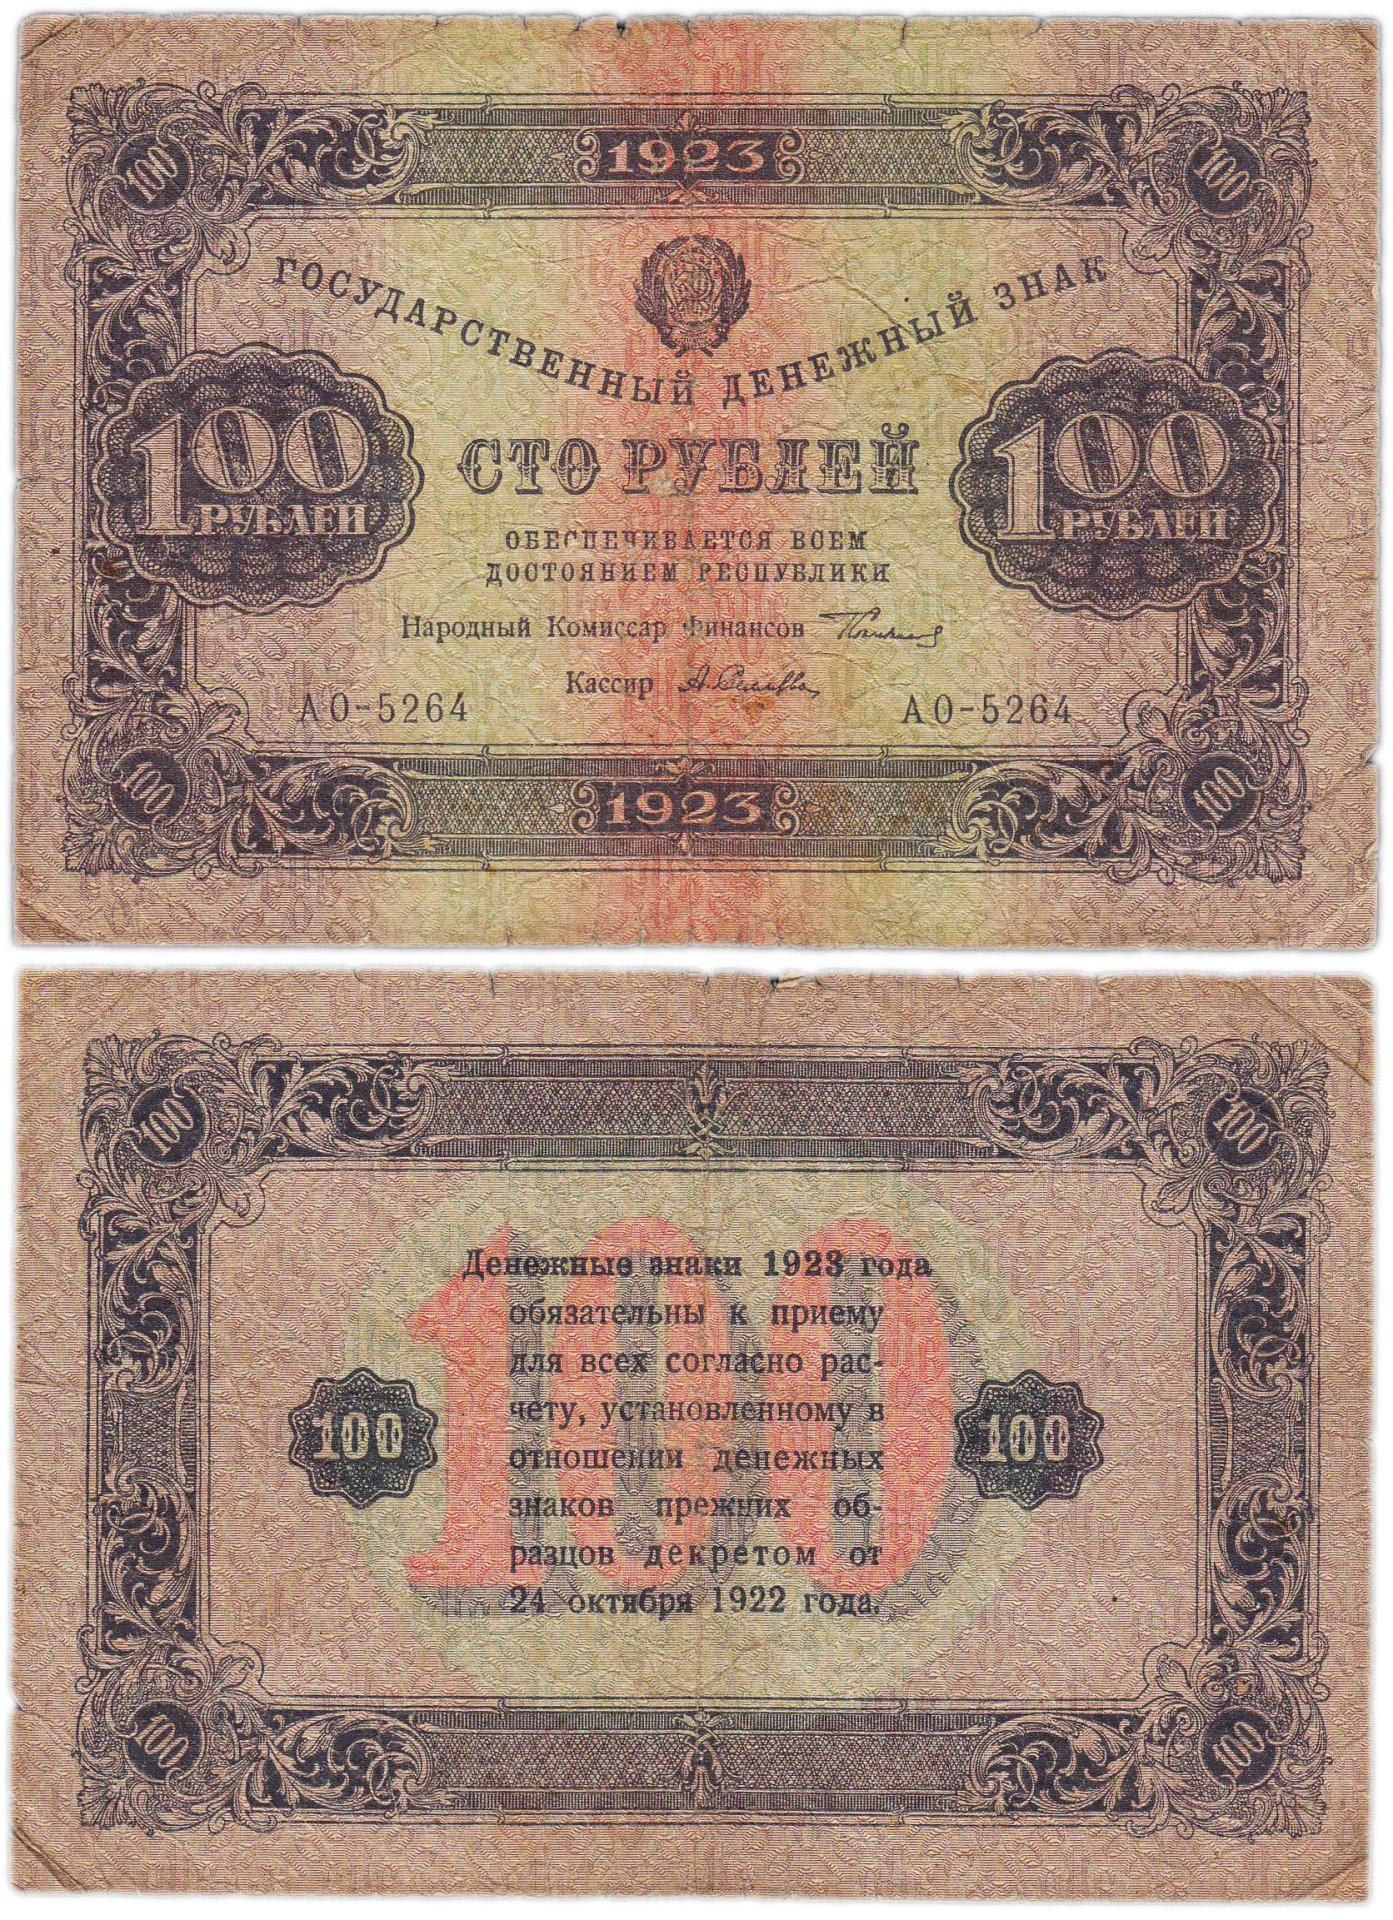 100 1923 100
ГОСУДАРСТВЕННЫЙ ДЕНЕЖНЫЙ ЗНАК
100 РУБЛЕЙ
СТО РУБЛЕЙ
100 РУБЛЕЙ
ОБЕСПЕЧИВАЕТСЯ ВСЕМ
ДОСТОЯНИЕМ РЕСПУБЛИКИ
Народный Комиссар Финансов
Кассир
АО-5264 АО-5264
100 1923 100
100 100
Денежные знаки 1923 года
обязательны к приему
для всех согласно рас-
чету, установленному в
отношении денежных
знаков прежних об-
разцов декретом от
24 октября 1922 года.
100 100 100
100 100